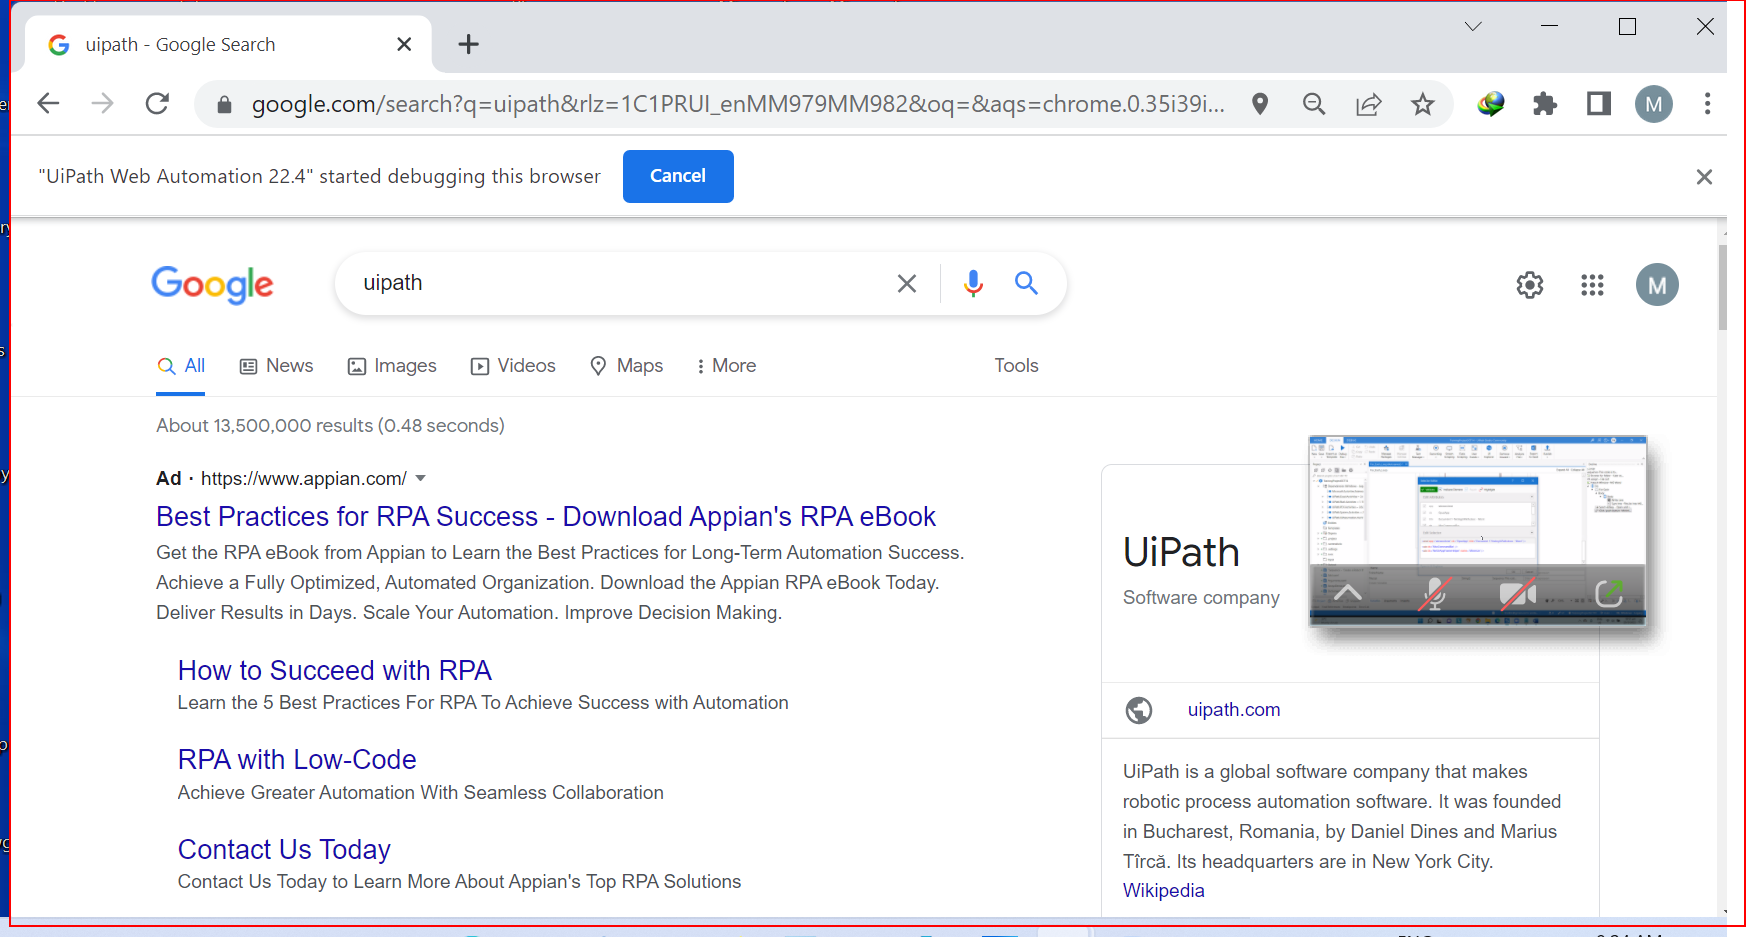 uipath - Google Search
google.com/search?q=uipath&rlz=1C1PRUI_enMM979MM982&oq=&aqs=chrome.0.35i39i...
M
"UiPath Web Automation 22.4" started debugging this browser
Cancel
Google
uipath
M
All
News
Images
Videos
Maps
More
Tools
About 13,500,000 results (0.48 seconds)
Ad · https://www.appian.com/
Best Practices for RPA Success - Download Appian's RPA eBook
Get the RPA eBook from Appian to Learn the Best Practices for Long-Term Automation Success.
Achieve a Fully Optimized, Automated Organization. Download the Appian RPA eBook Today.
Deliver Results in Days. Scale Your Automation. Improve Decision Making.
How to Succeed with RPA
Learn the 5 Best Practices For RPA To Achieve Success with Automation
RPA with Low-Code
Achieve Greater Automation With Seamless Collaboration
Contact Us Today
Contact Us Today to Learn More About Appian's Top RPA Solutions
UiPath
Software company
uipath.com
UiPath is a global software company that makes
robotic process automation software. It was founded
in Bucharest, Romania, by Daniel Dines and Marius
Tîrcă. Its headquarters are in New York City.
Wikipedia